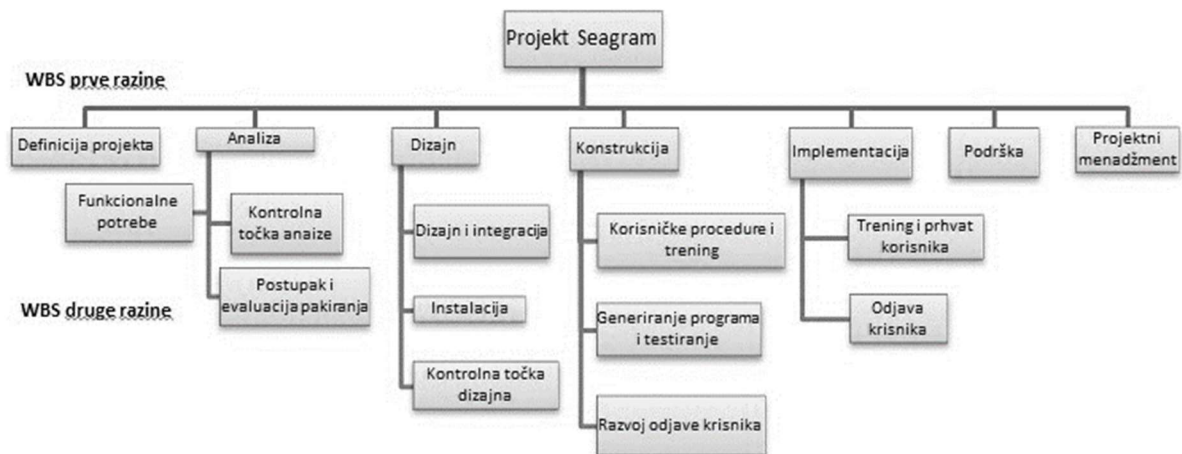 Projekt Seagram
WBS prve razine
Definicija projekta
Analiza
Dizajn
Konstrukcija
Implementacija
Podrška
Projektni
menadžment
Funkcionalne
potrebe
Kontrolna
točka anaize
Postupak i
evaluacija pakiranja
Dizajn i integracija
Instalacija
Kontrolna točka
dizajna
Korisničke procedure i
trening
Generiranje programa
i testiranje
Razvoj odjave krisnika
Trening i prhvat
korisnika
Odjava
krisnika
WBS druge razine